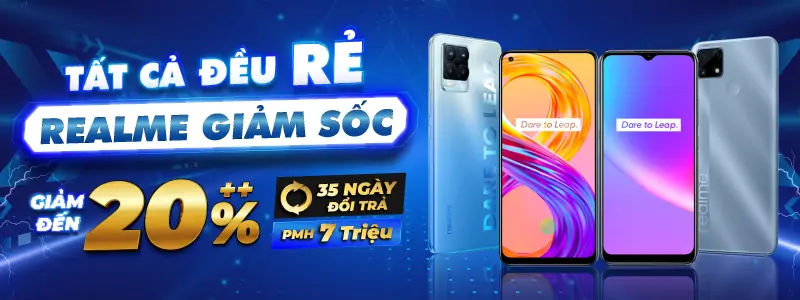 TẤT CẢ ĐỀU RẺ
REALME GIẢM SỐC
GIẢM ĐẾN
20%++
35 NGÀY
ĐỔI TRẢ
PMH 7 Triệu
DARE TO LEAP
realme
Dare to Leap.
Dare to Leap.
realme